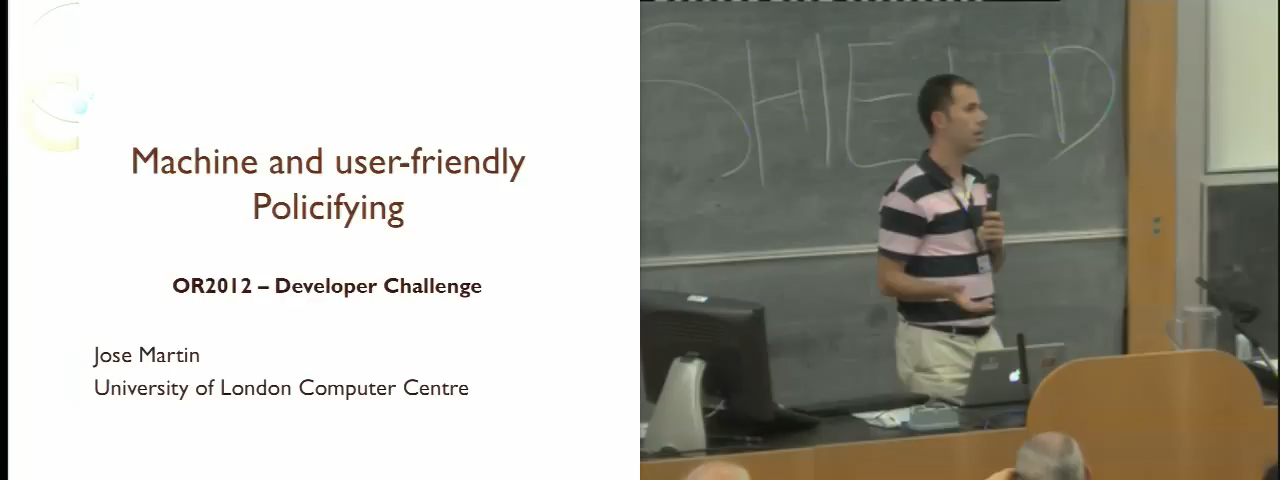 Machine and user-friendly
Policifying
OR2012 – Developer Challenge
Jose Martin
University of London Computer Centre
SHIELD